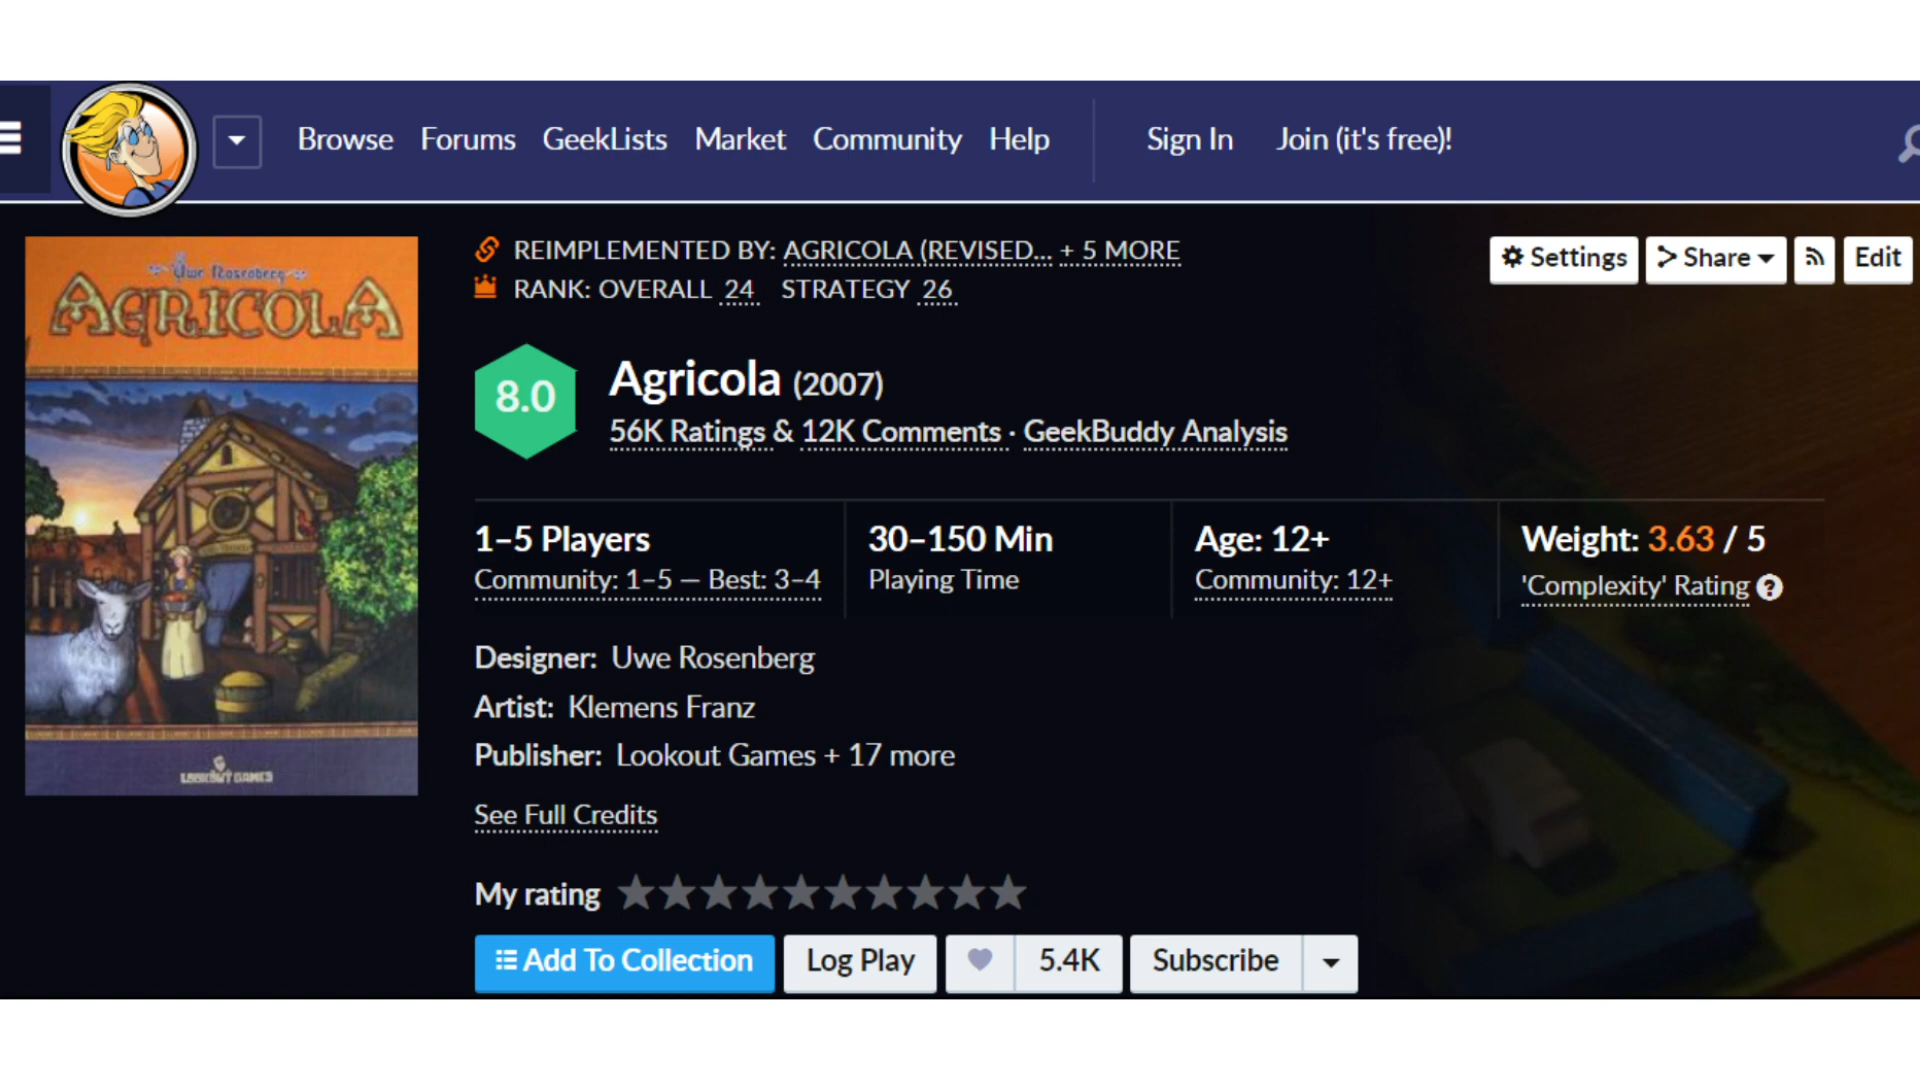 Browse Forums GeekLists Market Community Help Sign In Join (it's free)!
REIMPLEMENTED BY: AGRICOLA (REVISED... + 5 MORE
Settings Share Edit
RANK: OVERALL 24 STRATEGY 26
Uwe Rosenberg
AGRICOLA
LOOKOUT GAMES
8.0
Agricola (2007)
56K Ratings & 12K Comments · GeekBuddy Analysis
1–5 Players 30–150 Min Age: 12+ Weight: 3.63 / 5
Community: 1–5 — Best: 3–4 Playing Time Community: 12+ 'Complexity' Rating ?
Designer: Uwe Rosenberg
Artist: Klemens Franz
Publisher: Lookout Games + 17 more
See Full Credits
My rating
Add To Collection Log Play 5.4K Subscribe